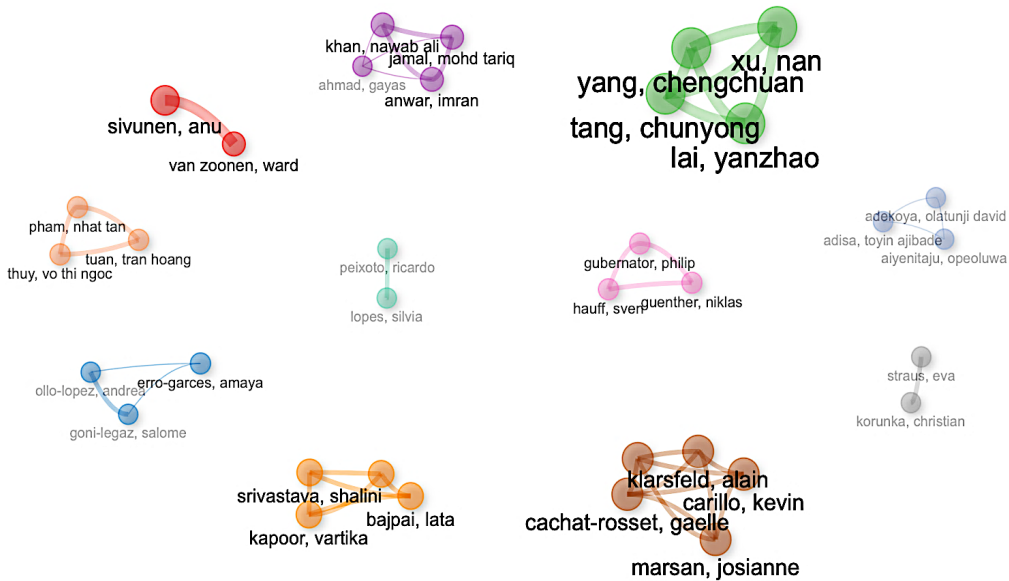 khan, nawab ali
jamal, mohd tariq
ahmad, gayas
anwar, imran
xu, nan
yang, chengchuan
tang, chunyong
lai, yanzhao
sivunen, anu
van zoonen, ward
pham, nhat tan
tuan, tran hoang
thuy, vo thi ngoc
peixoto, ricardo
lopes, silvia
gubernator, philip
guenther, niklas
hauff, sven
adekoya, olatunji david
adisa, toyin ajibade
aiyenitaju, opeoluwa
ollo-lopez, andrea
erro-garces, amaya
goni-legaz, salome
straus, eva
korunka, christian
srivastava, shalini
bajpai, lata
kapoor, vartika
klarsfeld, alain
carillo, kevin
cachat-rosset, gaelle
marsan, josianne